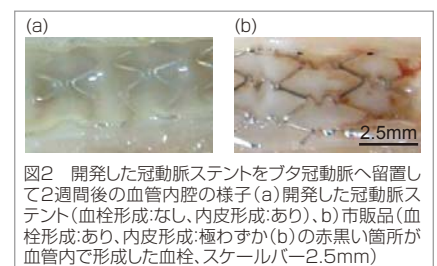 (a)
(b)
2.5mm
図2　開発した冠動脈ステントをブタ冠動脈へ留置し
て2週間後の血管内腔の様子(a)開発した冠動脈ス
テント(血栓形成:なし、内皮形成:あり)、b)市販品(血
栓形成:あり、内皮形成:極わずか(b)の赤黒い箇所が
血管内で形成した血栓、スケールバー2.5mm)